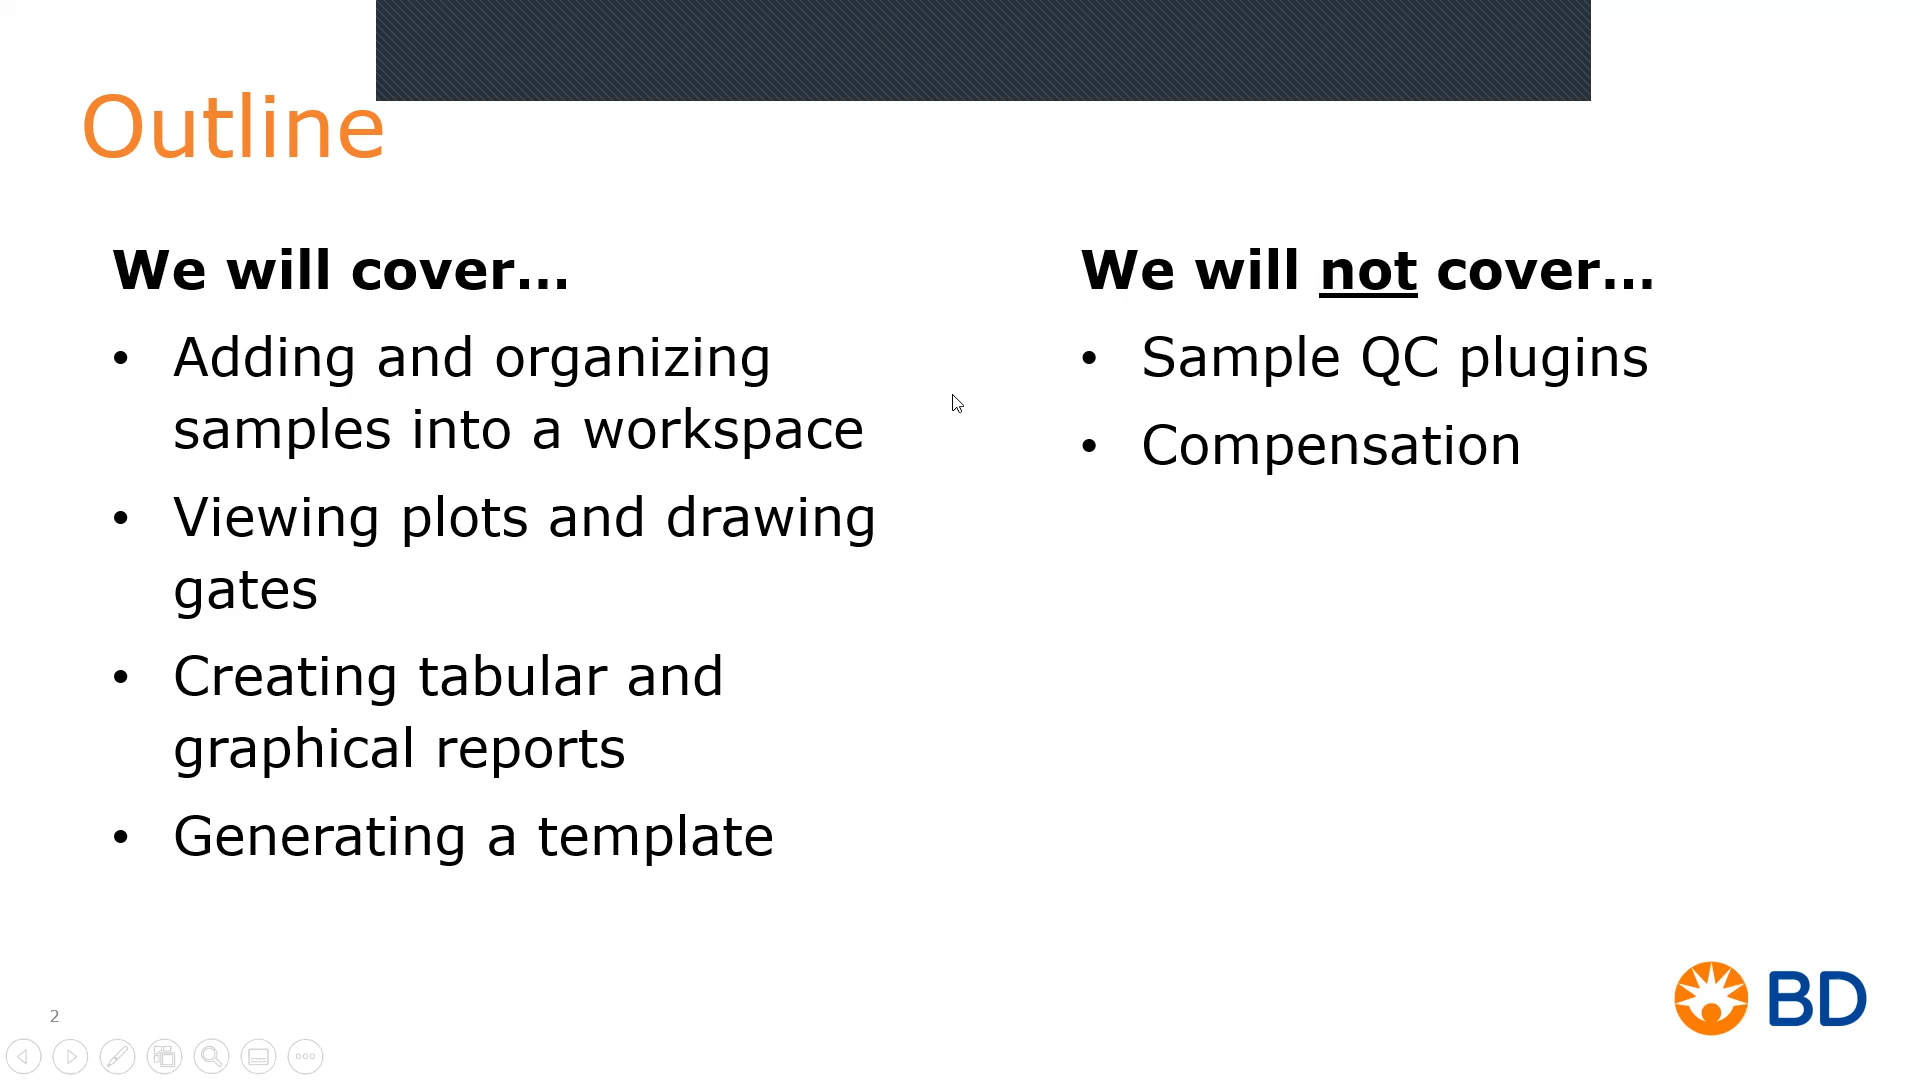 Outline
We will cover...
• Adding and organizing
samples into a workspace
• Viewing plots and drawing
gates
• Creating tabular and
graphical reports
• Generating a template
We will not cover...
• Sample QC plugins
• Compensation
2
BD